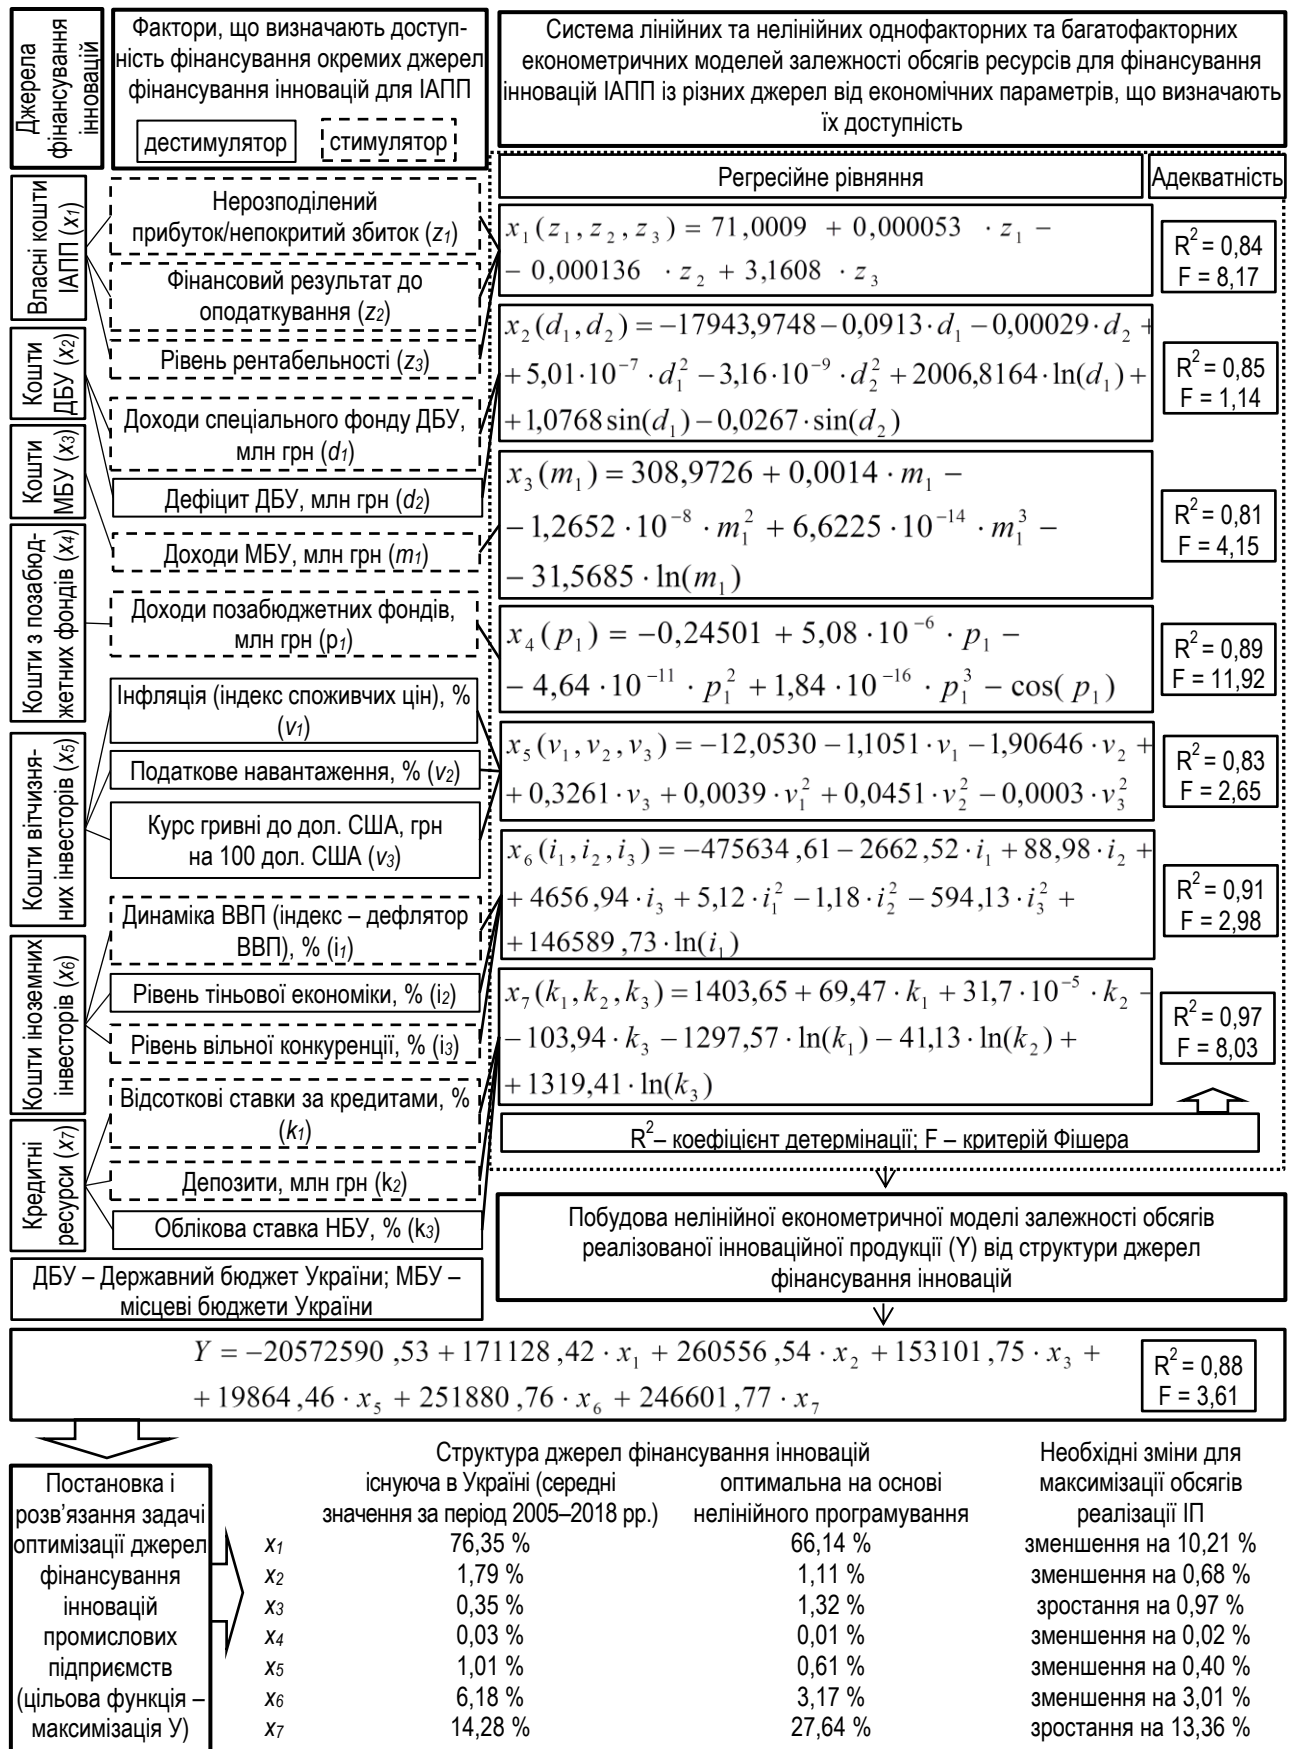 Джерела
фінансування
інновацій
Фактори, що визначають доступ-
ність фінансування окремих джерел
фінансування інновацій для ІАПП
дестимулятор
стимулятор
Система лінійних та нелінійних однофакторних та багатофакторних
економетричних моделей залежності обсягів ресурсів для фінансування
інновацій ІАПП із різних джерел від економічних параметрів, що визначають
їх доступність
Регресійне рівняння
Адекватність
Власні кошти
ІАПП (x1)
Кошти
ДБУ (x2)
Кошти
МБУ (x3)
Кошти з позабюд-
жетних фондів (x4)
Кошти вітчизня-
них інвесторів (x5)
Кошти іноземних
інвесторів (x6)
Кредитні
ресурси (x7)
Нерозподілений
прибуток/непокритий збиток (z1)
Фінансовий результат до
оподаткування (z2)
Рівень рентабельності (z3)
Доходи спеціального фонду ДБУ,
млн грн (d1)
Дефіцит ДБУ, млн грн (d2)
Доходи МБУ, млн грн (m1)
Доходи позабюджетних фондів,
млн грн (p1)
Інфляція (індекс споживчих цін), %
(v1)
Податкове навантаження, % (v2)
Курс гривні до дол. США, грн
на 100 дол. США (v3)
Динаміка ВВП (індекс – дефлятор
ВВП), % (i1)
Рівень тіньової економіки, % (i2)
Рівень вільної конкуренції, % (i3)
Відсоткові ставки за кредитами, %
(k1)
Депозити, млн грн (k2)
Облікова ставка НБУ, % (k3)
x₁(z₁, z₂, z₃) = 71,0009 + 0,000053 · z₁ −
− 0,000136 · z₂ + 3,1608 · z₃
R² = 0,84
F = 8,17
x₂(d₁, d₂) = −17943,9748 − 0,0913 · d₁ − 0,00029 · d₂ +
+ 5,01·10⁻⁷ · d₁² − 3,16·10⁻⁹ · d₂² + 2006,8164 · ln(d₁) +
+ 1,0768 sin(d₁) − 0,0267 · sin(d₂)
R² = 0,85
F = 1,14
x₃(m₁) = 308,9726 + 0,0014 · m₁ −
− 1,2652 · 10⁻⁸ · m₁² + 6,6225 · 10⁻¹⁴ · m₁³ −
− 31,5685 · ln(m₁)
R² = 0,81
F = 4,15
x₄(p₁) = −0,24501 + 5,08 · 10⁻⁶ · p₁ −
− 4,64 · 10⁻¹¹ · p₁² + 1,84 · 10⁻¹⁶ · p₁³ − cos(p₁)
R² = 0,89
F = 11,92
x₅(v₁, v₂, v₃) = −12,0530 − 1,1051 · v₁ − 1,90646 · v₂ +
+ 0,3261 · v₃ + 0,0039 · v₁² + 0,0451 · v₂² − 0,0003 · v₃²
R² = 0,83
F = 2,65
x₆(i₁, i₂, i₃) = −475634,61 − 2662,52 · i₁ + 88,98 · i₂ +
+ 4656,94 · i₃ + 5,12 · i₁² − 1,18 · i₂² − 594,13 · i₃² +
+ 146589,73 · ln(i₁)
R² = 0,91
F = 2,98
x₇(k₁, k₂, k₃) = 1403,65 + 69,47 · k₁ + 31,7·10⁻⁵ · k₂ −
− 103,94 · k₃ − 1297,57 · ln(k₁) − 41,13 · ln(k₂) +
+ 1319,41 · ln(k₃)
R² = 0,97
F = 8,03
R² – коефіцієнт детермінації; F – критерій Фішера
ДБУ – Державний бюджет України; МБУ –
місцеві бюджети України
Побудова нелінійної економетричної моделі залежності обсягів
реалізованої інноваційної продукції (Y) від структури джерел
фінансування інновацій
Y = −20572590,53 + 171128,42 · x₁ + 260556,54 · x₂ + 153101,75 · x₃ +
+ 19864,46 · x₅ + 251880,76 · x₆ + 246601,77 · x₇
R² = 0,88
F = 3,61
Постановка і
розв’язання задачі
оптимізації джерел
фінансування
інновацій
промислових
підприємств
(цільова функція –
максимізація У)
Структура джерел фінансування інновацій
існуюча в Україні (середні
значення за період 2005–2018 рр.)
оптимальна на основі
нелінійного програмування
Необхідні зміни для
максимізації обсягів
реалізації ІП
x1 76,35 % 66,14 % зменшення на 10,21 %
x2 1,79 % 1,11 % зменшення на 0,68 %
x3 0,35 % 1,32 % зростання на 0,97 %
x4 0,03 % 0,01 % зменшення на 0,02 %
x5 1,01 % 0,61 % зменшення на 0,40 %
x6 6,18 % 3,17 % зменшення на 3,01 %
x7 14,28 % 27,64 % зростання на 13,36 %